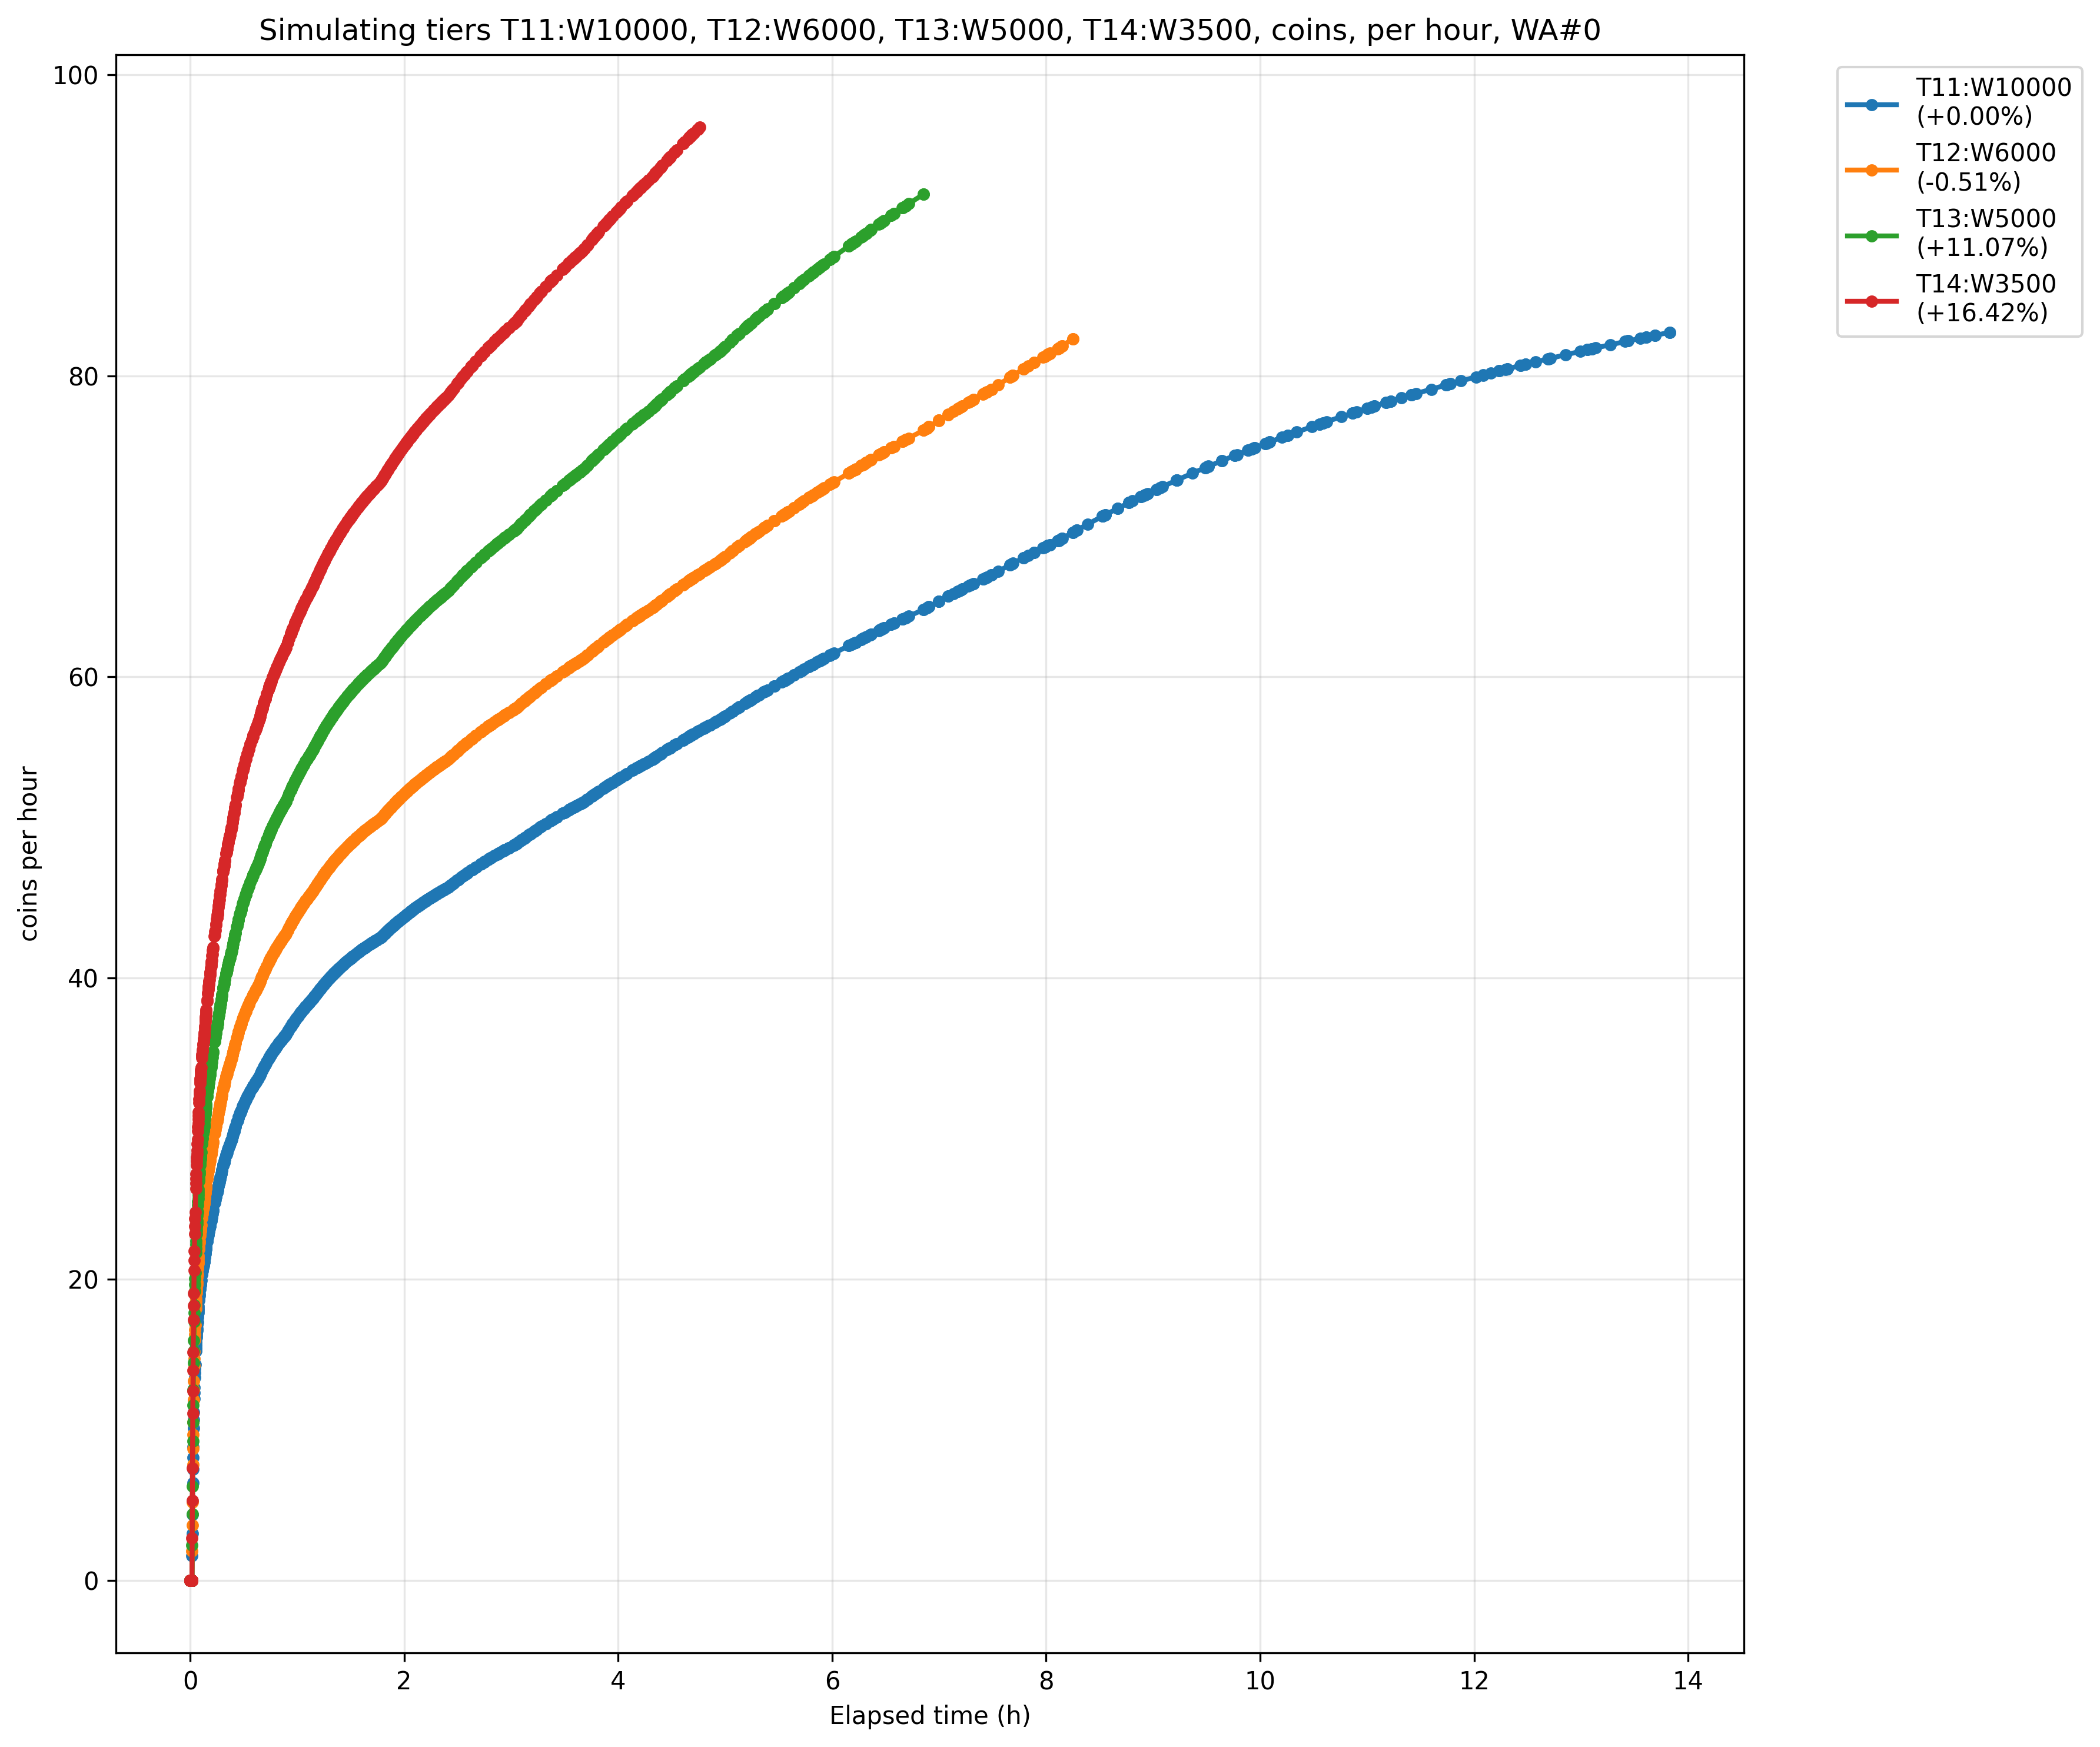 Simulating tiers T11:W10000, T12:W6000, T13:W5000, T14:W3500, coins, per hour, WA#0
T11:W10000
(+0.00%)
T12:W6000
(-0.51%)
T13:W5000
(+11.07%)
T14:W3500
(+16.42%)
coins per hour
100
80
60
40
20
0
0 2 4 6 8 10 12 14
Elapsed time (h)